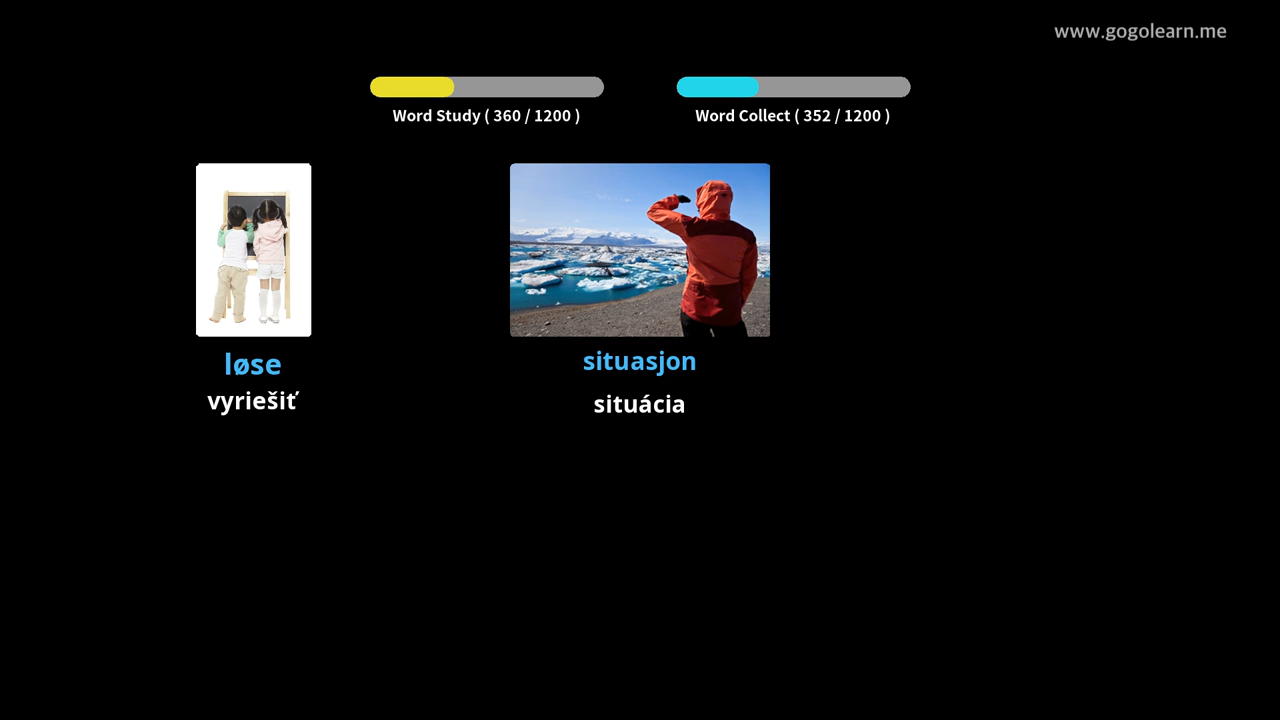 www.gogolearn.me
Word Study ( 360 / 1200 )
Word Collect ( 352 / 1200 )
løse
vyriešiť
situasjon
situácia